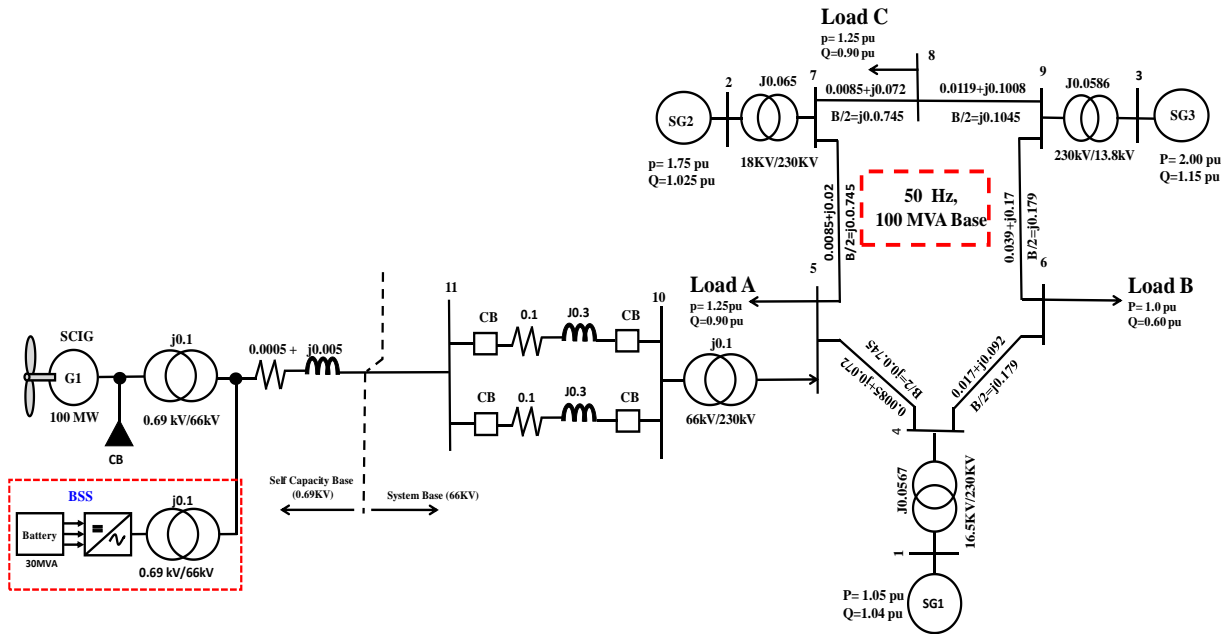 Load C
p= 1.25 pu
Q=0.90 pu
8
2
J0.065
7
0.0085+j0.072
B/2=j0.0.745
0.0119+j0.1008
B/2=j0.1045
9
J0.0586
3
SG2
18KV/230KV
p= 1.75 pu
Q=1.025 pu
230kV/13.8kV
SG3
P= 2.00 pu
Q=1.15 pu
50 Hz,
100 MVA Base
0.0085+j0.02
B/2=j0.0.745
0.039+j0.17
B/2=j0.179
5
6
Load A
p= 1.25pu
Q=0.90 pu
Load B
P= 1.0 pu
Q=0.60 pu
0.0085+j0.072
B/2=j0.0.745
0.017+j0.092
B/2=j0.179
4
J0.0567
16.5KV/230KV
1
P= 1.05 pu
Q=1.04 pu
SG1
SCIG
G1
100 MW
j0.1
0.69 kV/66kV
CB
0.0005 +
j0.005
11
CB
0.1
J0.3
CB
CB
0.1
J0.3
CB
10
j0.1
66kV/230kV
Self Capacity Base
(0.69KV)
System Base (66KV)
BSS
Battery
30MVA
j0.1
0.69 kV/66kV